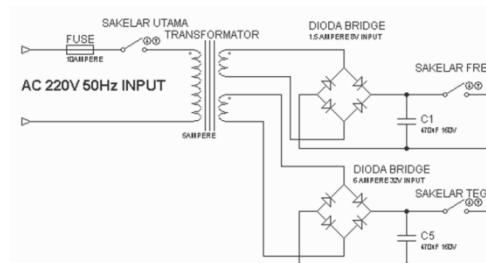 SAKELAR UTAMA
FUSE
10AMPERE
TRANSFORMATOR
AC 220V 50Hz INPUT
5AMPERE
DIODA BRIDGE
1.5 AMPERE 8V INPUT
SAKELAR FRE
C1
470nF 160V
DIODA BRIDGE
6 AMPERE 32V INPUT
SAKELAR TEG
C5
470nF 160V